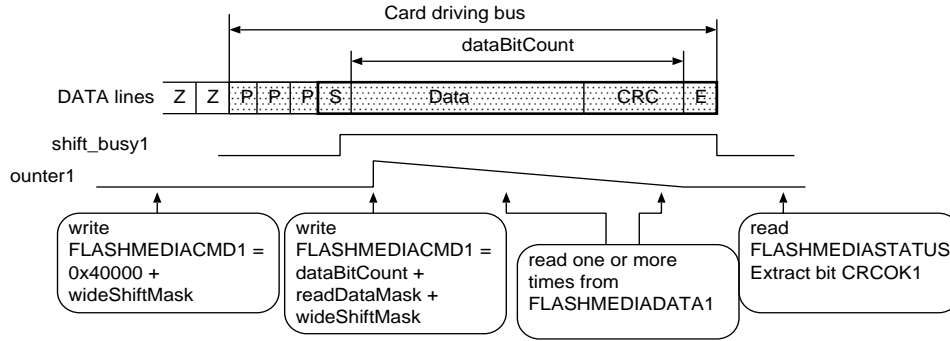 Card driving bus
dataBitCount
DATA lines Z Z P P P S Data CRC E
shift_busy1
ounter1
write
FLASHMEDIACMD1 =
0x40000 +
wideShiftMask
write
FLASHMEDIACMD1 =
dataBitCount +
readDataMask +
wideShiftMask
read one or more
times from
FLASHMEDIADATA1
read
FLASHMEDIASTATUS
Extract bit CRCOK1